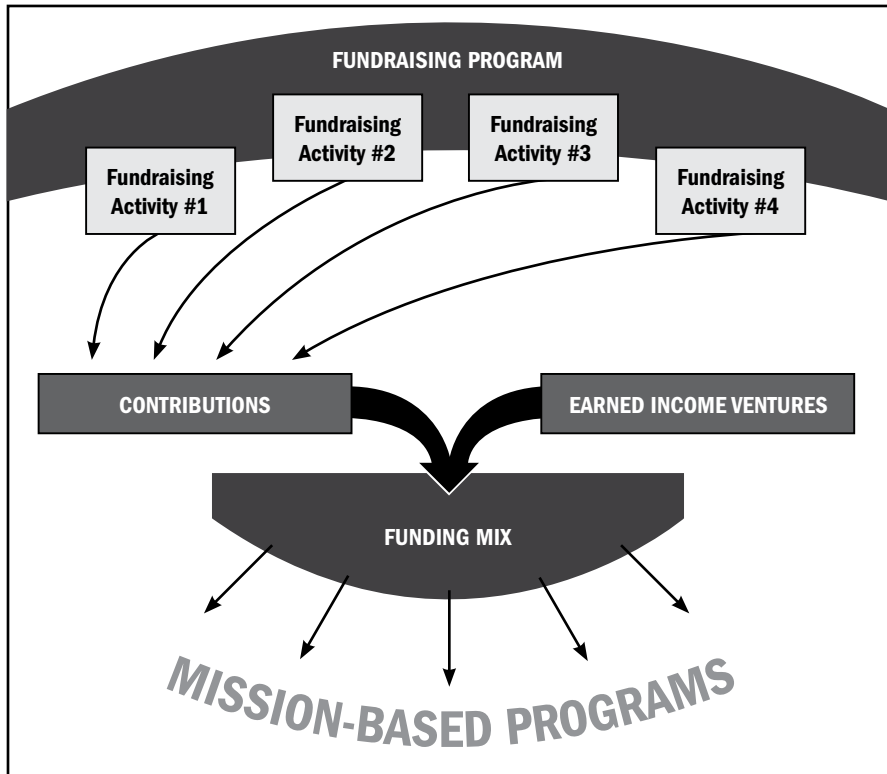 FUNDRAISING PROGRAM
Fundraising
Activity #1
Fundraising
Activity #2
Fundraising
Activity #3
Fundraising
Activity #4
CONTRIBUTIONS
EARNED INCOME VENTURES
FUNDING MIX
MISSION-BASED PROGRAMS